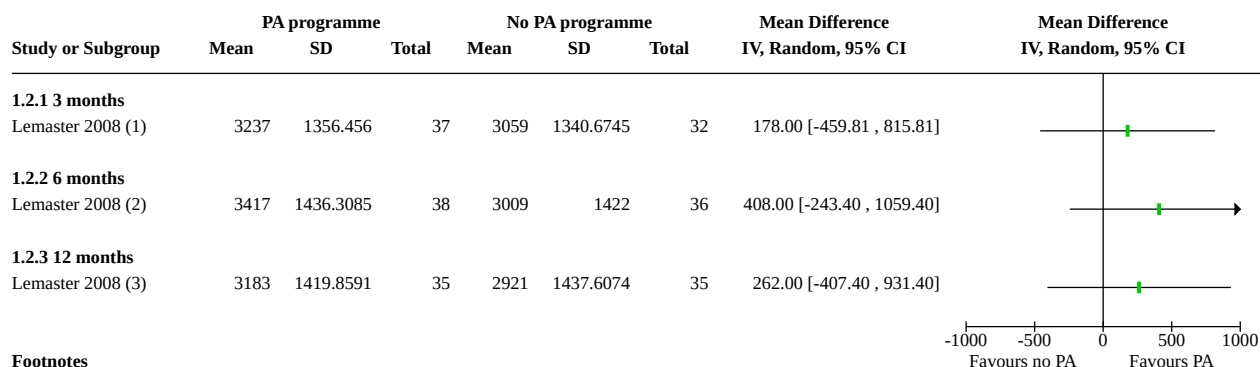 PA programme No PA programme Mean Difference Mean Difference
Study or Subgroup Mean SD Total Mean SD Total IV, Random, 95% CI IV, Random, 95% CI
1.2.1 3 months
Lemaster 2008 (1) 3237 1356.456 37 3059 1340.6745 32 178.00 [-459.81 , 815.81]
1.2.2 6 months
Lemaster 2008 (2) 3417 1436.3085 38 3009 1422 36 408.00 [-243.40 , 1059.40]
1.2.3 12 months
Lemaster 2008 (3) 3183 1419.8591 35 2921 1437.6074 35 262.00 [-407.40 , 931.40]
-1000 -500 0 500 1000
Footnotes Favours no PA Favours PA